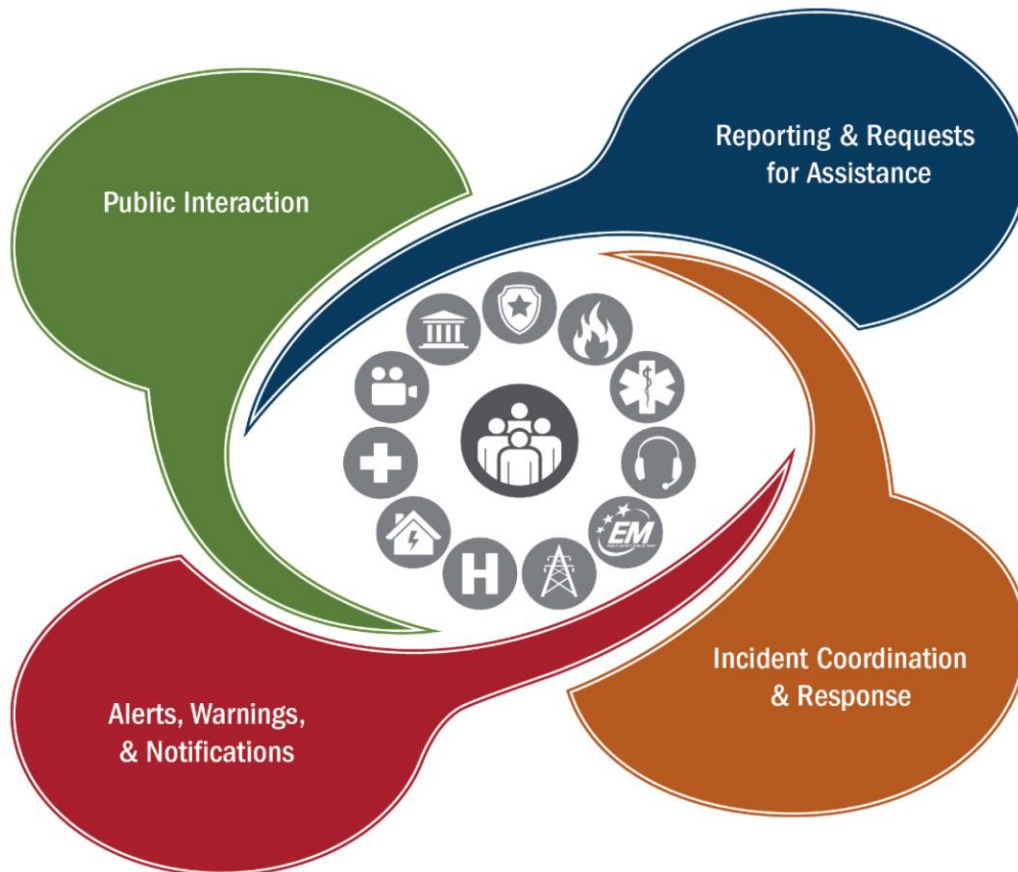 Reporting & Requests
for Assistance
Public Interaction
H
EM
Incident Coordination
& Response
Alerts, Warnings,
& Notifications